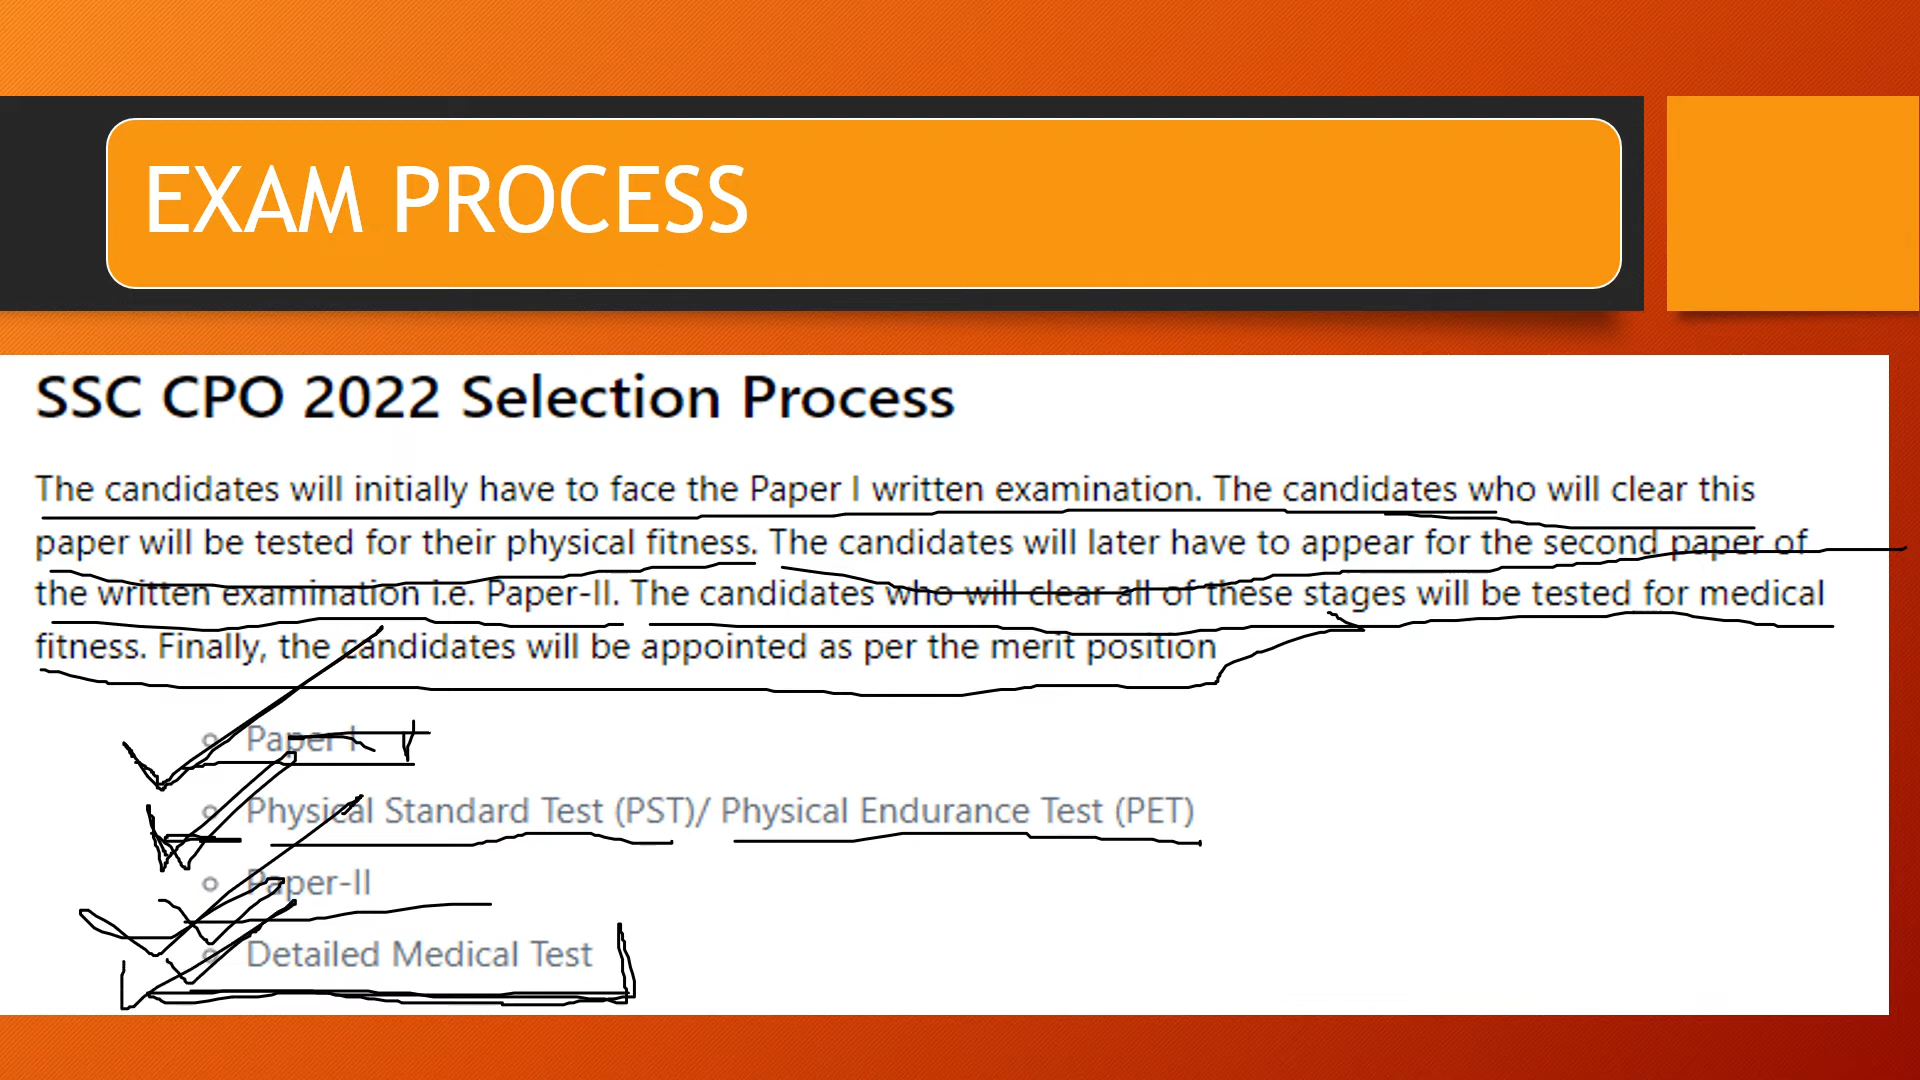 EXAM PROCESS
SSC CPO 2022 Selection Process
The candidates will initially have to face the Paper I written examination. The candidates who will clear this
paper will be tested for their physical fitness. The candidates will later have to appear for the second paper of
the written examination i.e. Paper-II. The candidates who will clear all of these stages will be tested for medical
fitness. Finally, the candidates will be appointed as per the merit position
Paper I
Physical Standard Test (PST)/ Physical Endurance Test (PET)
Paper-II
Detailed Medical Test